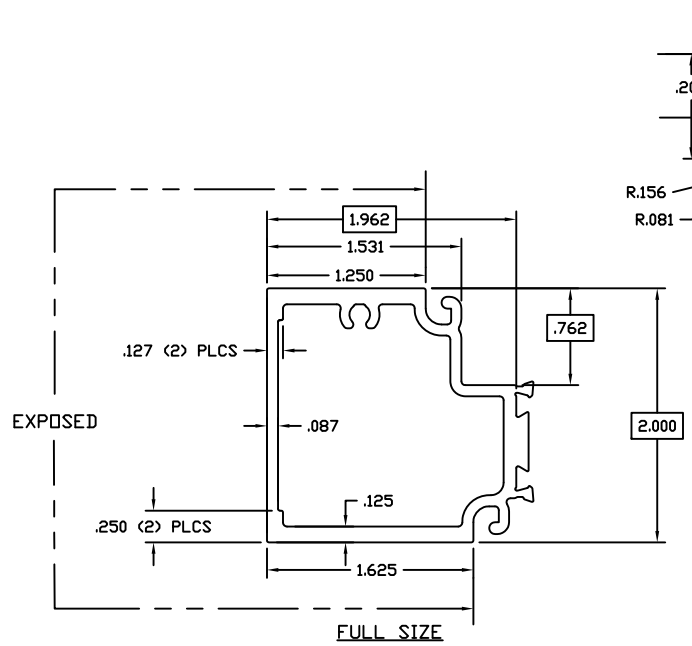 .20
R.156
R.081
1.962
1.531
1.250
.762
.127 (2) PLCS
EXPOSED
.087
2.000
.125
.250 (2) PLCS
1.625
FULL SIZE